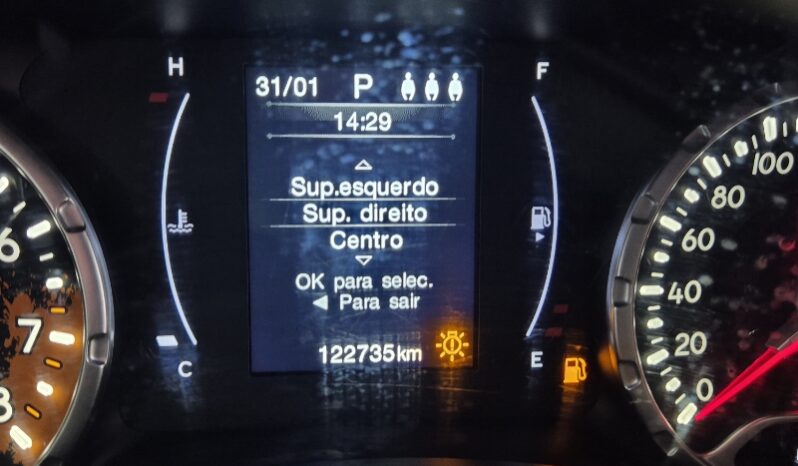 H
F
31/01 P
14:29
Sup.esquerdo
Sup. direito
Centro
OK para selec.
Para sair
122735km
C
E
6
7
8
100
80
60
40
20
0